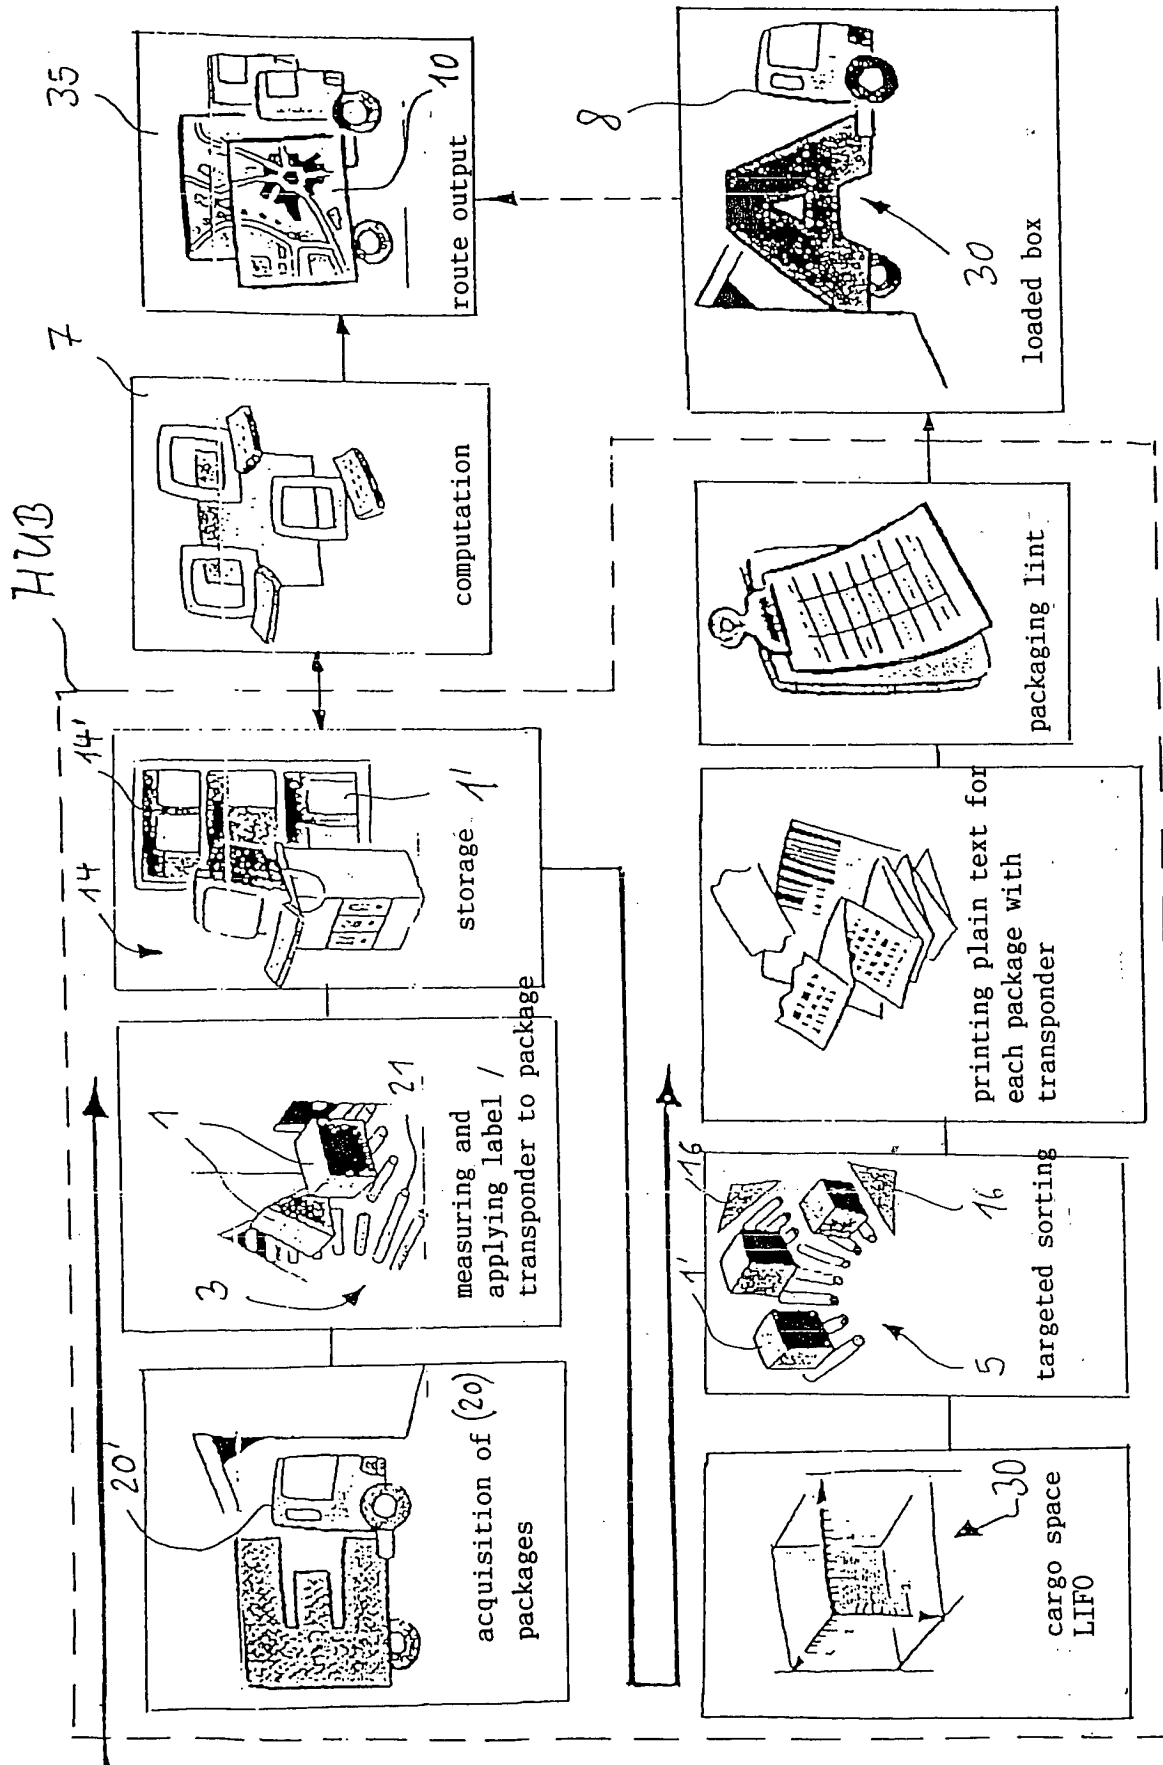 HUB
20'
acquisition of (20)
packages
3
1
21
measuring and
applying label /
transponder to package
14
14'
1'
storage
7
computation
35
10
route output
30
cargo space
LIFO
1'
16
16
5
targeted sorting
printing plain text for
each package with
transponder
packaging lint
8
30
loaded box